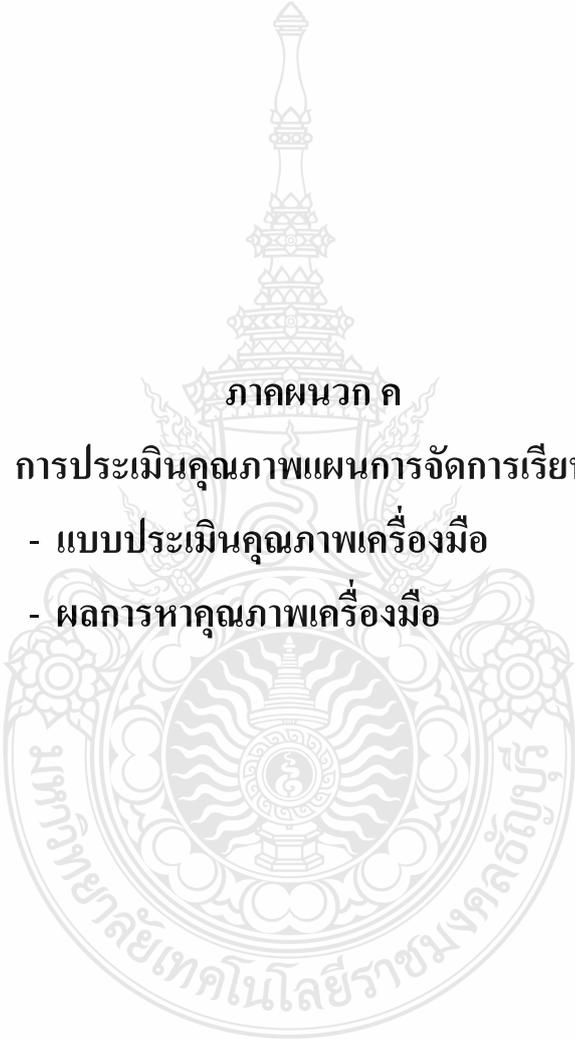 ภาคผนวก ค
การประเมินคุณภาพแผนการจัดการเรีย
- แบบประเมินคุณภาพเครื่องมือ
- ผลการหาคุณภาพเครื่องมือ
มหาวิทยาลัยเทคโนโลยีราชมงคลธัญบุรี